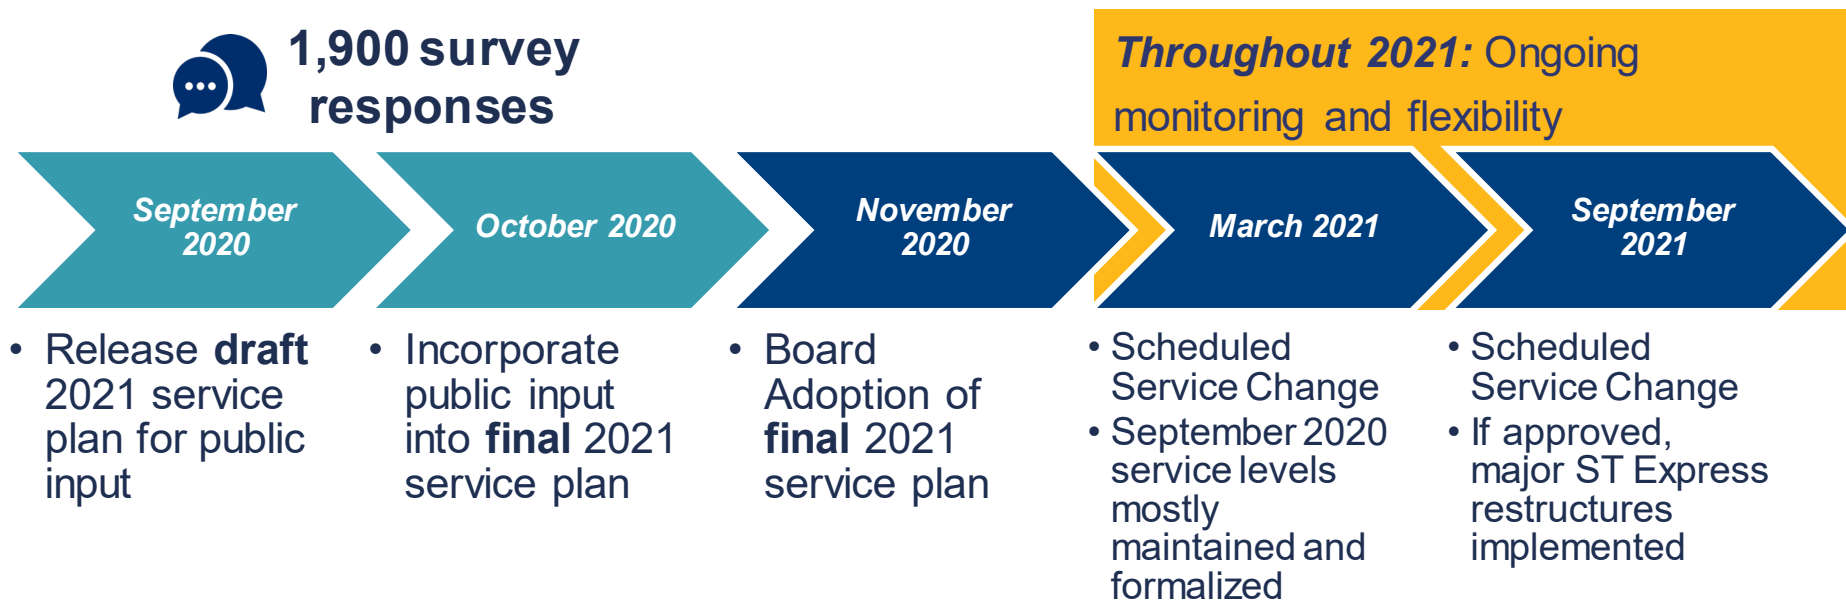 1,900 survey
responses
Throughout 2021: Ongoing
monitoring and flexibility
September
2020
October 2020
November
2020
March 2021
September
2021
• Release draft
2021 service
plan for public
input
• Incorporate
public input
into final 2021
service plan
• Board
Adoption of
final 2021
service plan
• Scheduled
Service Change
• September 2020
service levels
mostly
maintained and
formalized
• Scheduled
Service Change
• If approved,
major ST Express
restructures
implemented